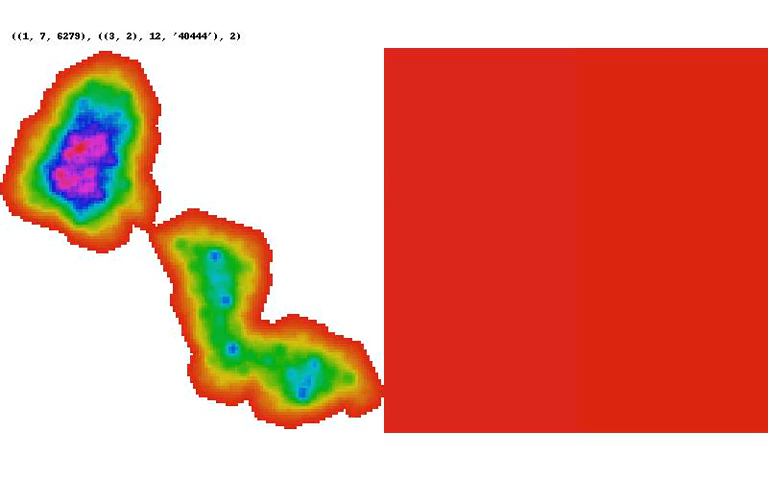 ((1, 7, 6279), ((3, 2), 12, '40444'), 2)